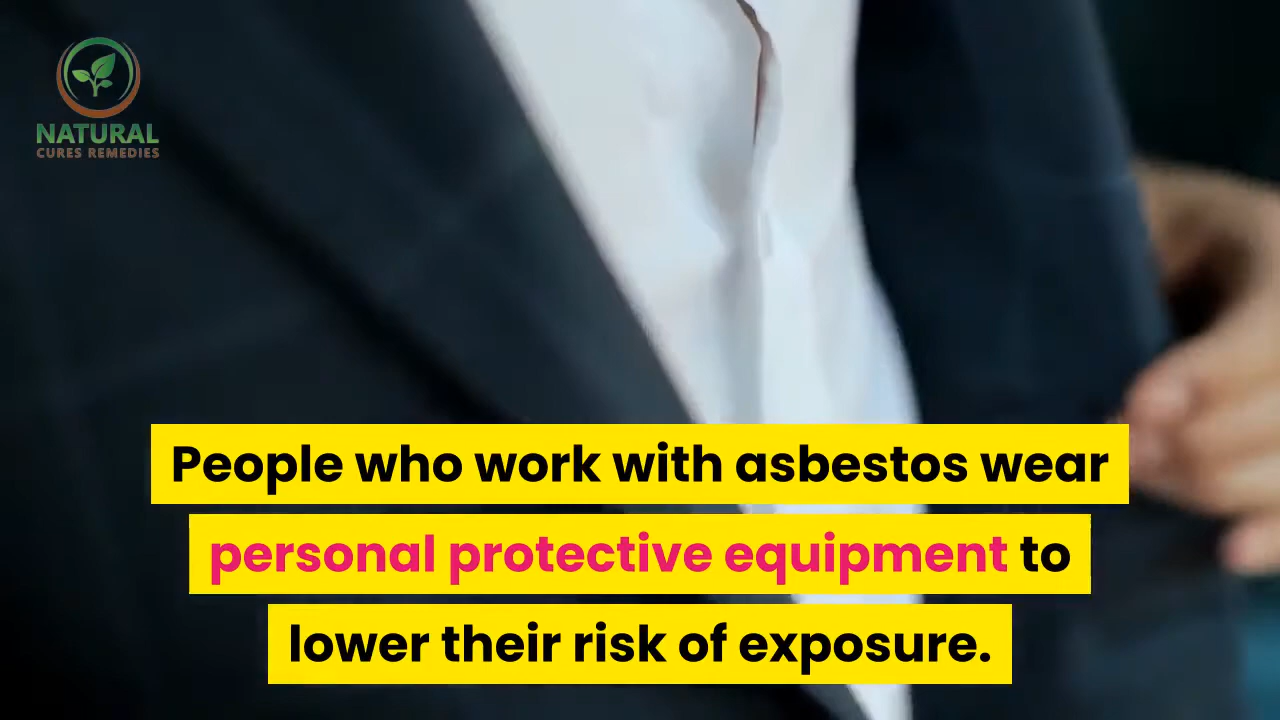 NATURAL
CURES REMEDIES
People who work with asbestos wear
personal protective equipment to
lower their risk of exposure.